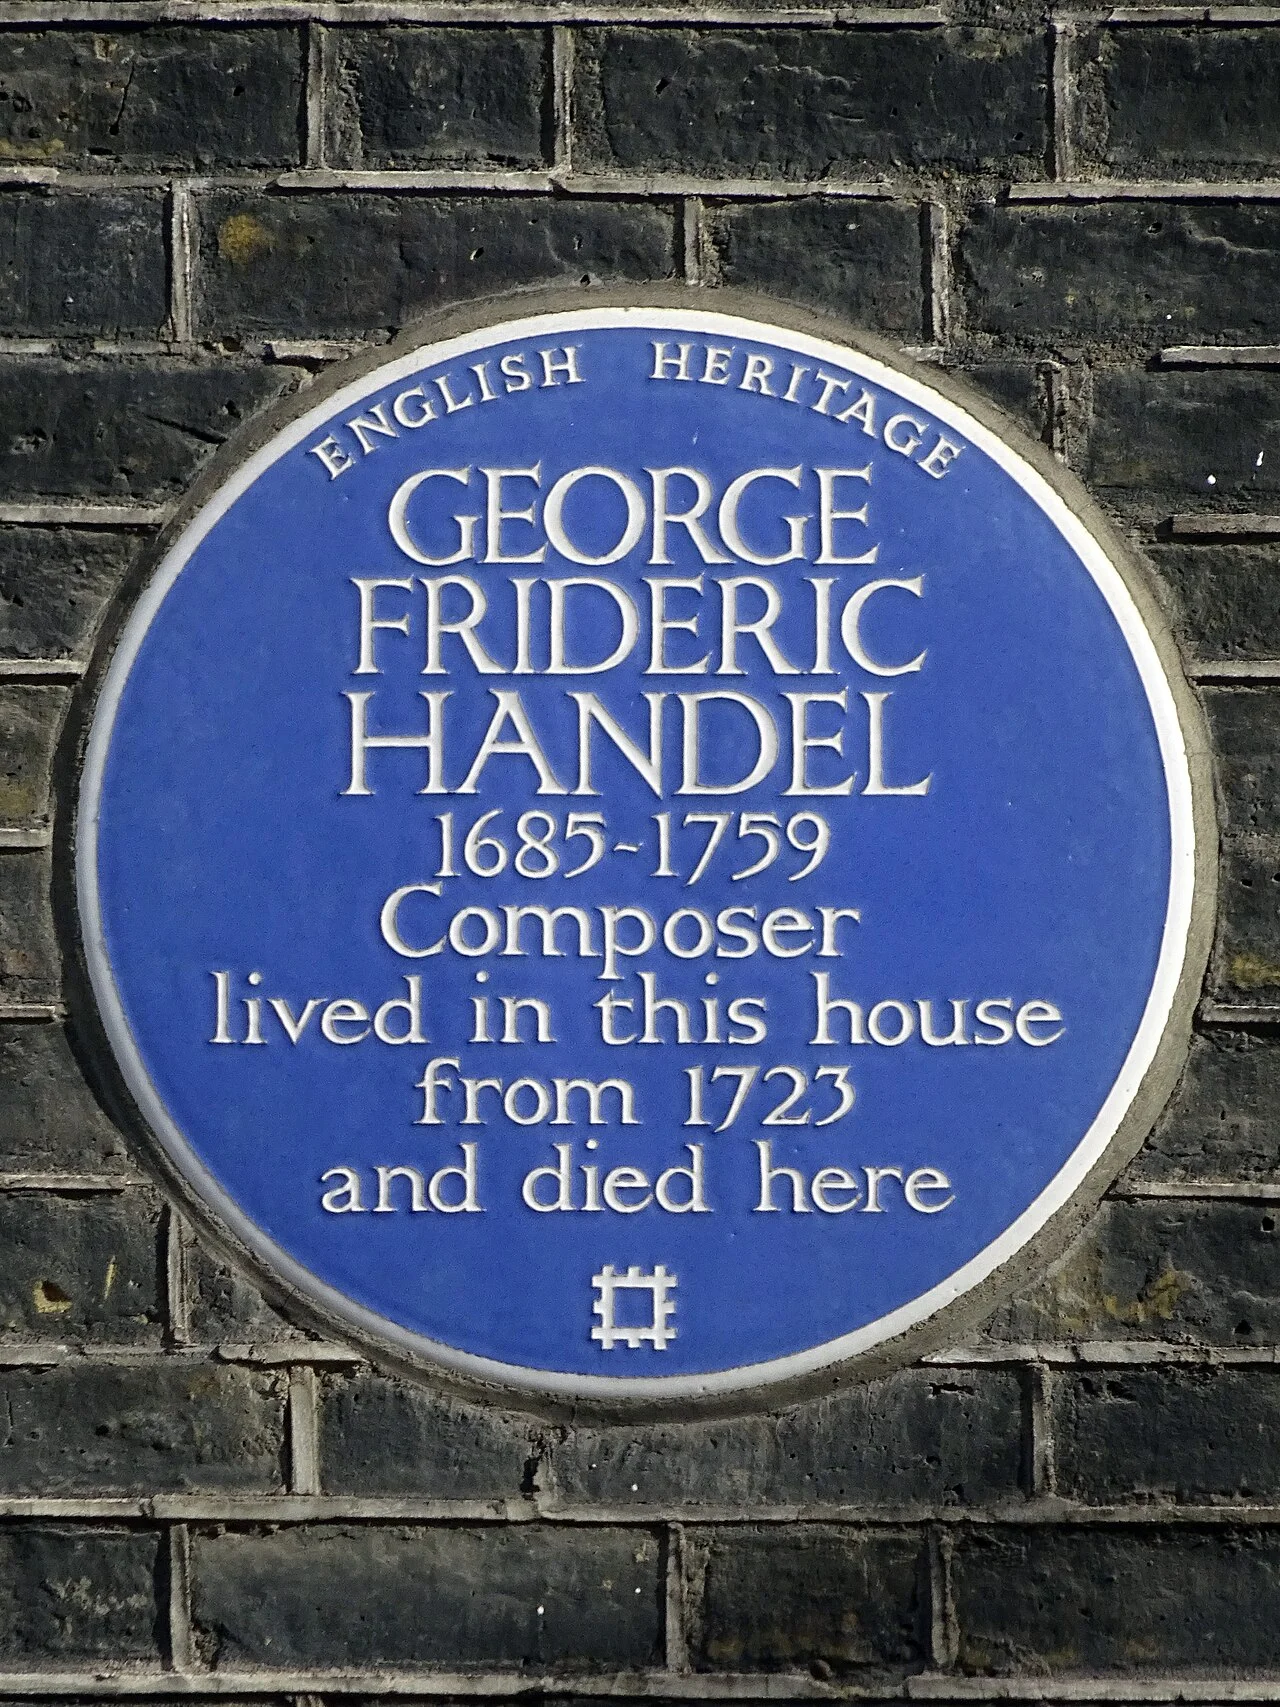 ENGLISH HERITAGE
GEORGE
FRIDERIC
HANDEL
1685-1759
Composer
lived in this house
from 1723
and died here